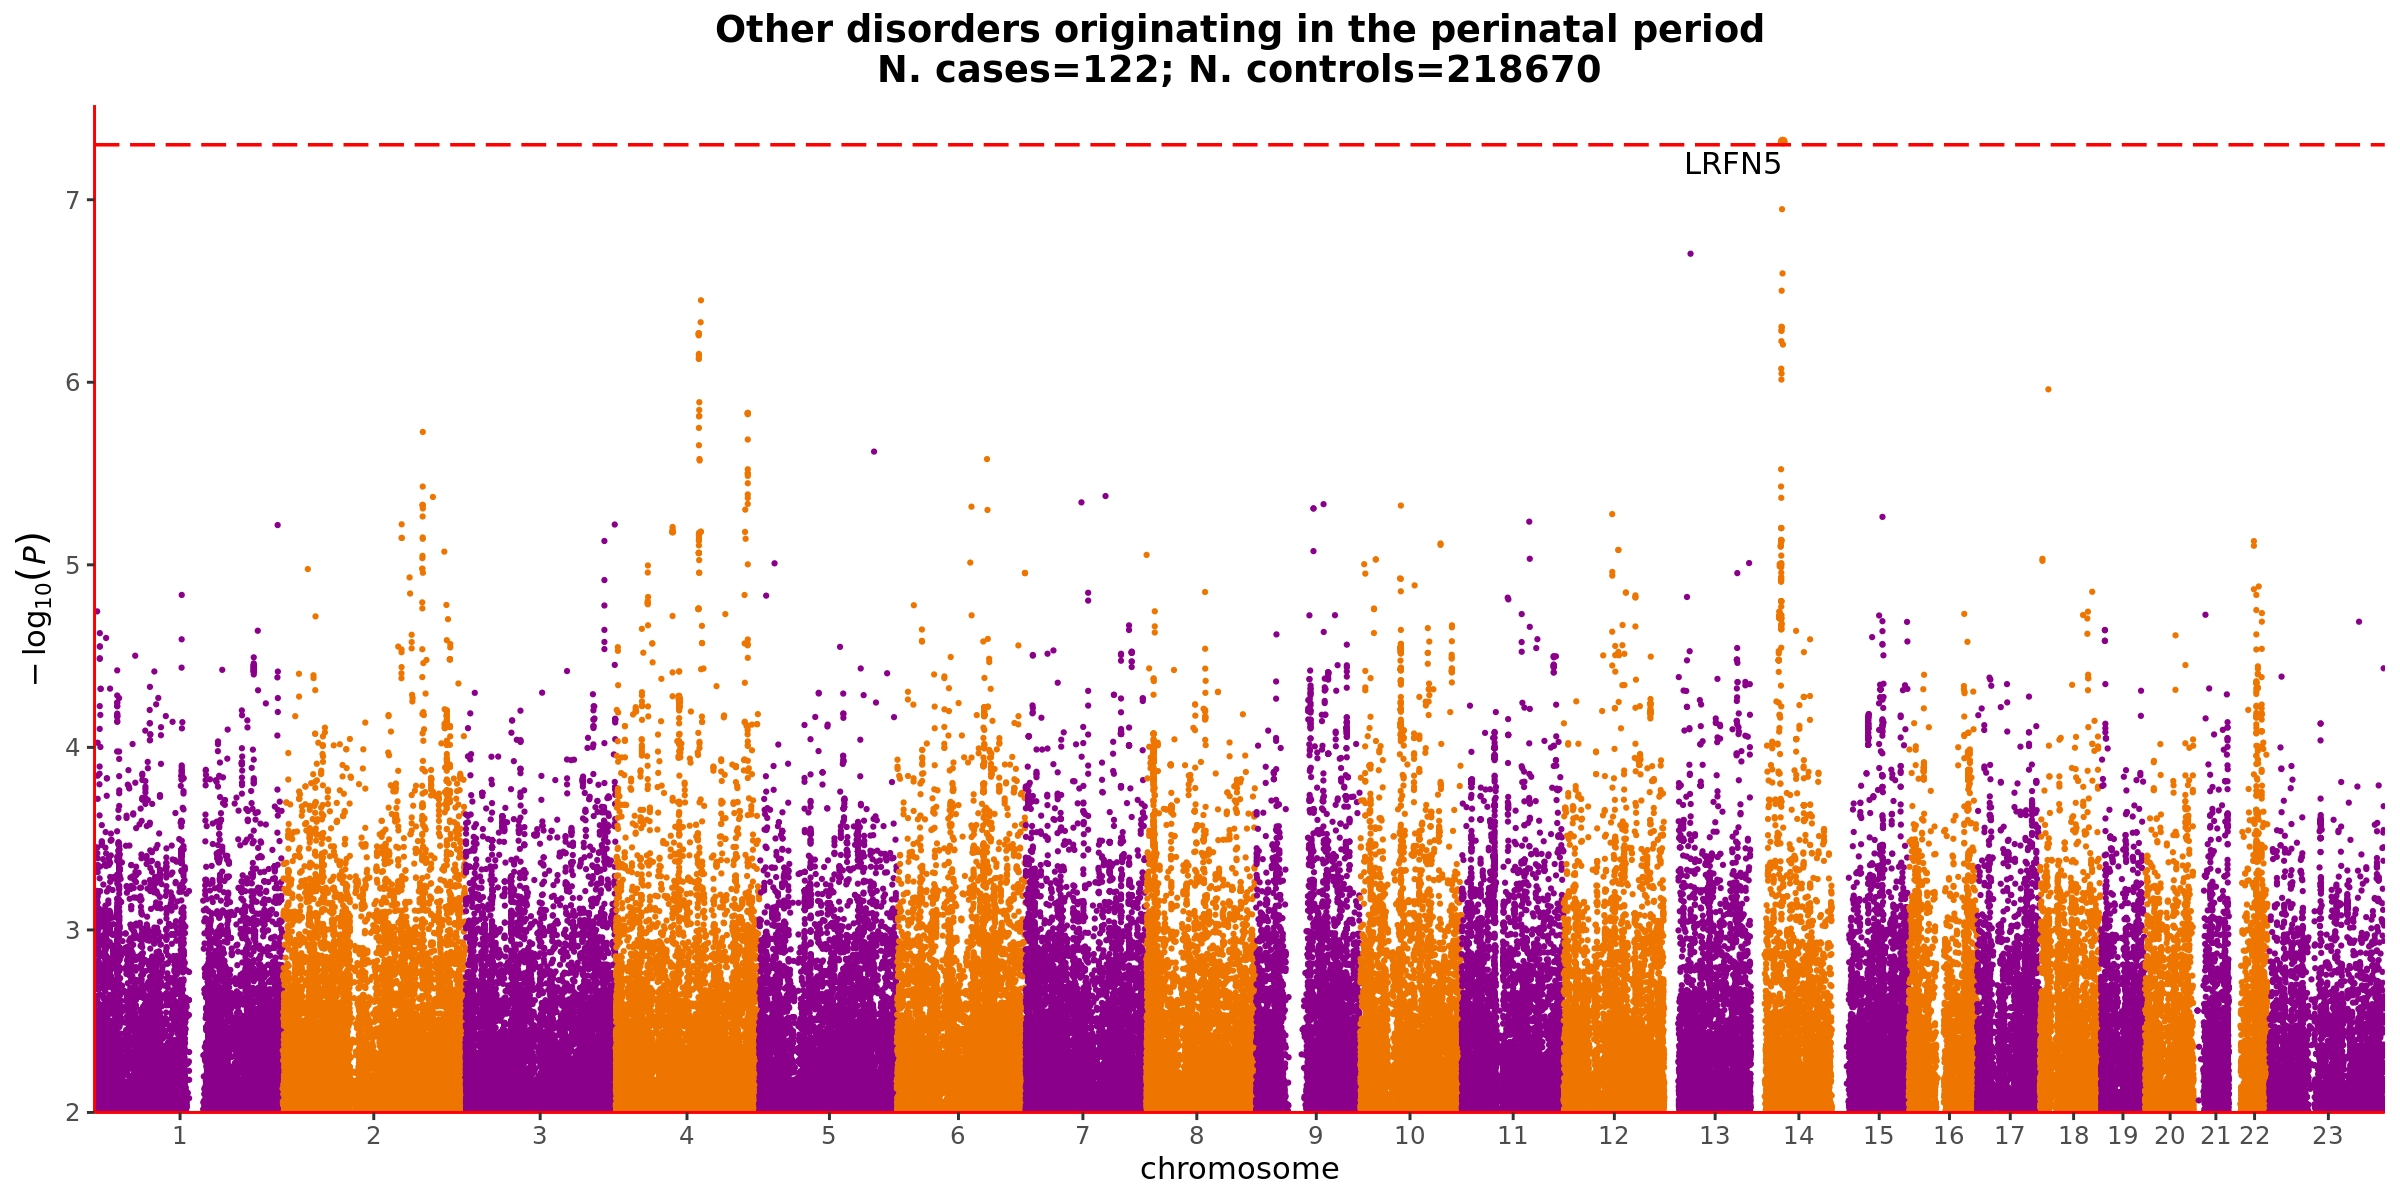 Other disorders originating in the perinatal period
N. cases=122; N. controls=218670
LRFN5
7
6
5
4
3
2
− log10(P)
1 2 3 4 5 6 7 8 9 10 11 12 13 14 15 16 17 18 19 20 21 22 23
chromosome